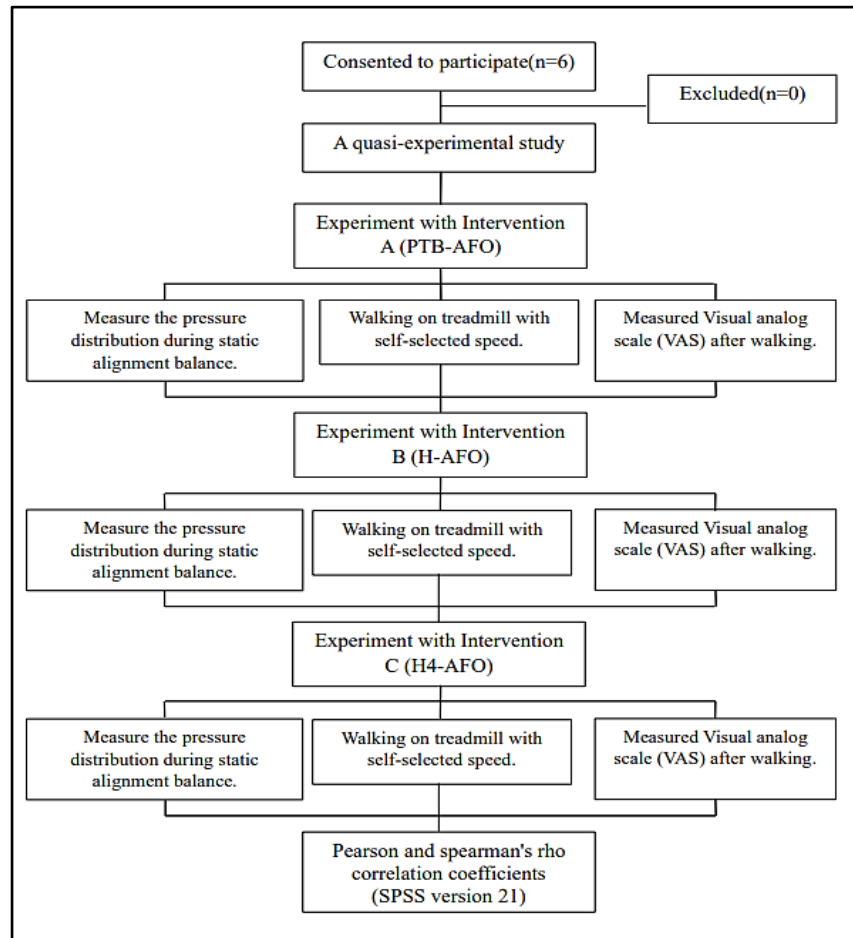 Consented to participate(n=6)
Excluded(n=0)
A quasi-experimental study
Experiment with Intervention
A (PTB-AFO)
Measure the pressure
distribution during static
alignment balance.
Walking on treadmill with
self-selected speed.
Measured Visual analog
scale (VAS) after walking.
Experiment with Intervention
B (H-AFO)
Measure the pressure
distribution during static
alignment balance.
Walking on treadmill with
self-selected speed.
Measured Visual analog
scale (VAS) after walking.
Experiment with Intervention
C (H4-AFO)
Measure the pressure
distribution during static
alignment balance.
Walking on treadmill with
self-selected speed.
Measured Visual analog
scale (VAS) after walking.
Pearson and spearman's rho
correlation coefficients
(SPSS version 21)